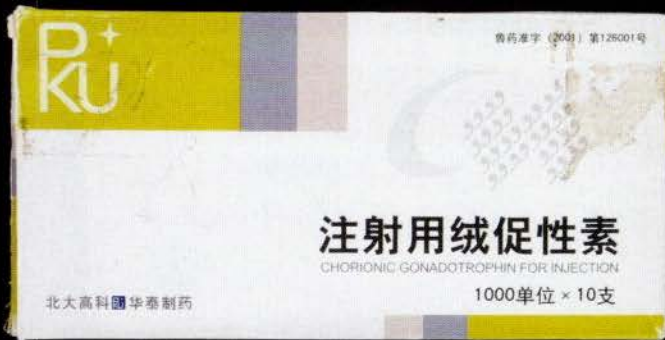 PKU
兽药准字（2001）第126001号
注射用绒促性素
CHORIONIC GONADOTROPHIN FOR INJECTION
1000单位×10支
北大高科 华泰制药